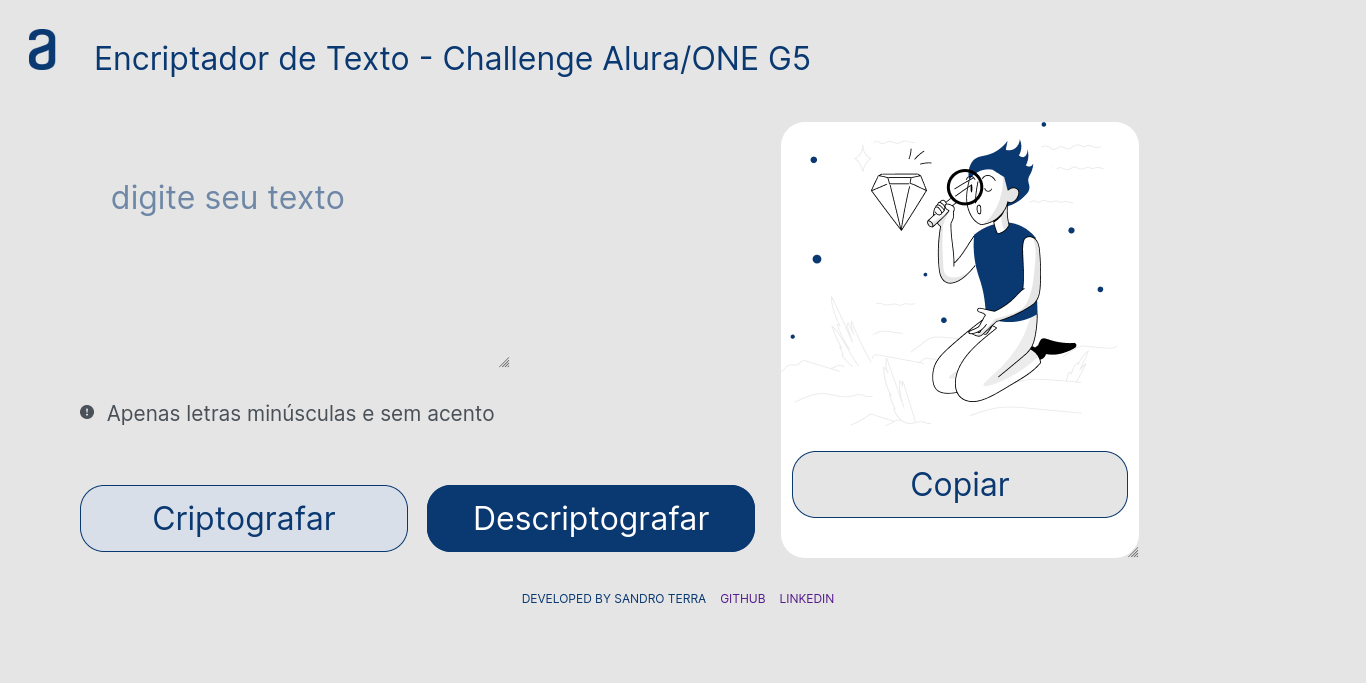 a
Encriptador de Texto - Challenge Alura/ONE G5
digite seu texto
Apenas letras minúsculas e sem acento
Criptografar
Descriptografar
Copiar
DEVELOPED BY SANDRO TERRA GITHUB LINKEDIN